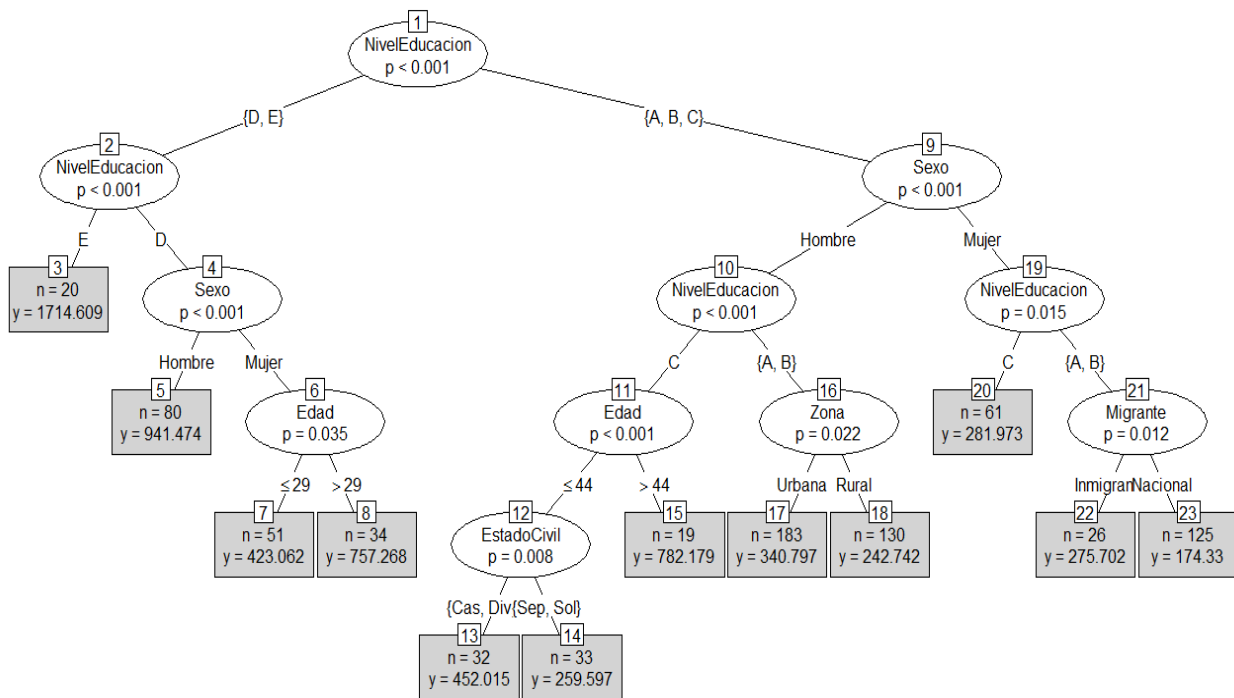 1
NivelEducacion
p < 0.001
{D, E}
{A, B, C}
2
NivelEducacion
p < 0.001
9
Sexo
p < 0.001
E
D
Hombre
Mujer
3
n = 20
y = 1714.609
4
Sexo
p < 0.001
10
NivelEducacion
p < 0.001
19
NivelEducacion
p = 0.015
Hombre
Mujer
C
{A, B}
C
{A, B}
5
n = 80
y = 941.474
6
Edad
p = 0.035
11
Edad
p < 0.001
16
Zona
p = 0.022
20
n = 61
y = 281.973
21
Migrante
p = 0.012
≤ 29
> 29
≤ 44
> 44
Urbana
Rural
Inmigran
Nacional
7
n = 51
y = 423.062
8
n = 34
y = 757.268
12
EstadoCivil
p = 0.008
15
n = 19
y = 782.179
17
n = 183
y = 340.797
18
n = 130
y = 242.742
22
n = 26
y = 275.702
23
n = 125
y = 174.33
{Cas, Div
{Sep, Sol}
13
n = 32
y = 452.015
14
n = 33
y = 259.597